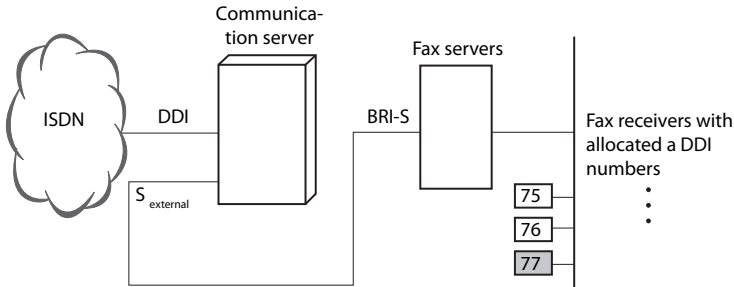 Communica-
tion server
Fax servers
ISDN
DDI
BRI-S
Fax receivers with
allocated a DDI
numbers
S external
75
76
77